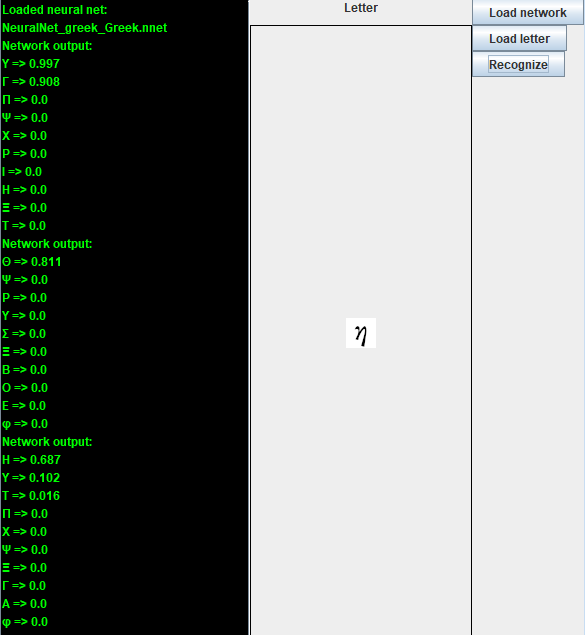 Loaded neural net:
NeuralNet_greek_Greek.nnet
Network output:
Υ => 0.997
Γ => 0.908
Π => 0.0
Ψ => 0.0
Χ => 0.0
Ρ => 0.0
Ι => 0.0
Η => 0.0
Ξ => 0.0
Τ => 0.0
Network output:
Θ => 0.811
Ψ => 0.0
Ρ => 0.0
Υ => 0.0
Σ => 0.0
Ξ => 0.0
Β => 0.0
Ο => 0.0
Ε => 0.0
φ => 0.0
Network output:
Η => 0.687
Υ => 0.102
Τ => 0.016
Π => 0.0
Χ => 0.0
Ψ => 0.0
Ξ => 0.0
Γ => 0.0
Α => 0.0
φ => 0.0
Letter
η
Load network
Load letter
Recognize